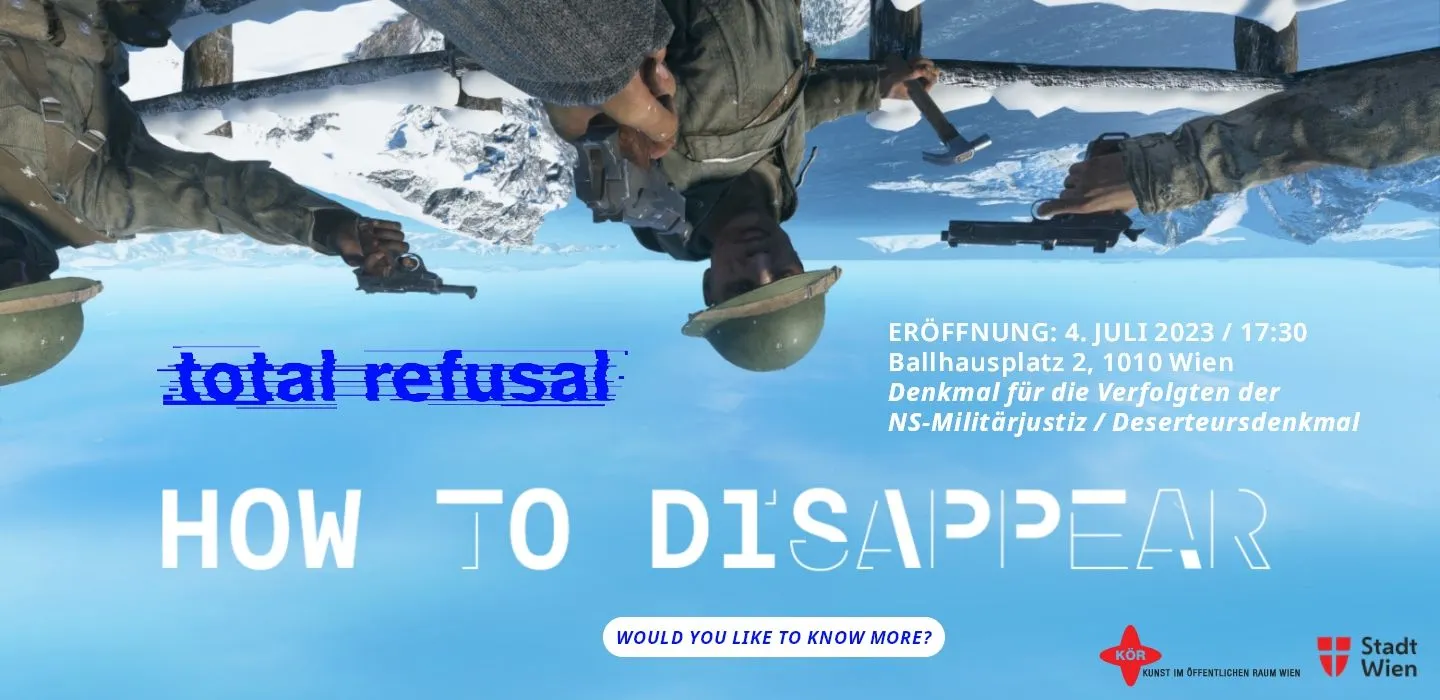 total refusal
ERÖFFNUNG: 4. JULI 2023 / 17:30
Ballhausplatz 2, 1010 Wien
Denkmal für die Verfolgten der
NS-Militärjustiz / Deserteursdenkmal
HOW TO DISAPPEAR
WOULD YOU LIKE TO KNOW MORE?
KÖR
KUNST IM ÖFFENTLICHEN RAUM WIEN
Stadt
Wien